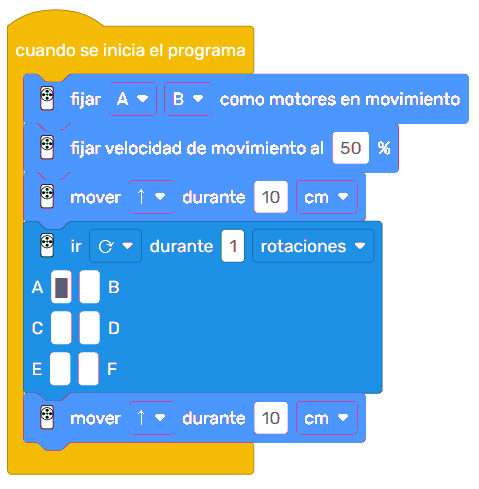 cuando se inicia el programa
fijar A B como motores en movimiento
fijar velocidad de movimiento al 50 %
mover ↑ durante 10 cm
ir ⟳ durante 1 rotaciones
A B
C D
E F
mover ↑ durante 10 cm